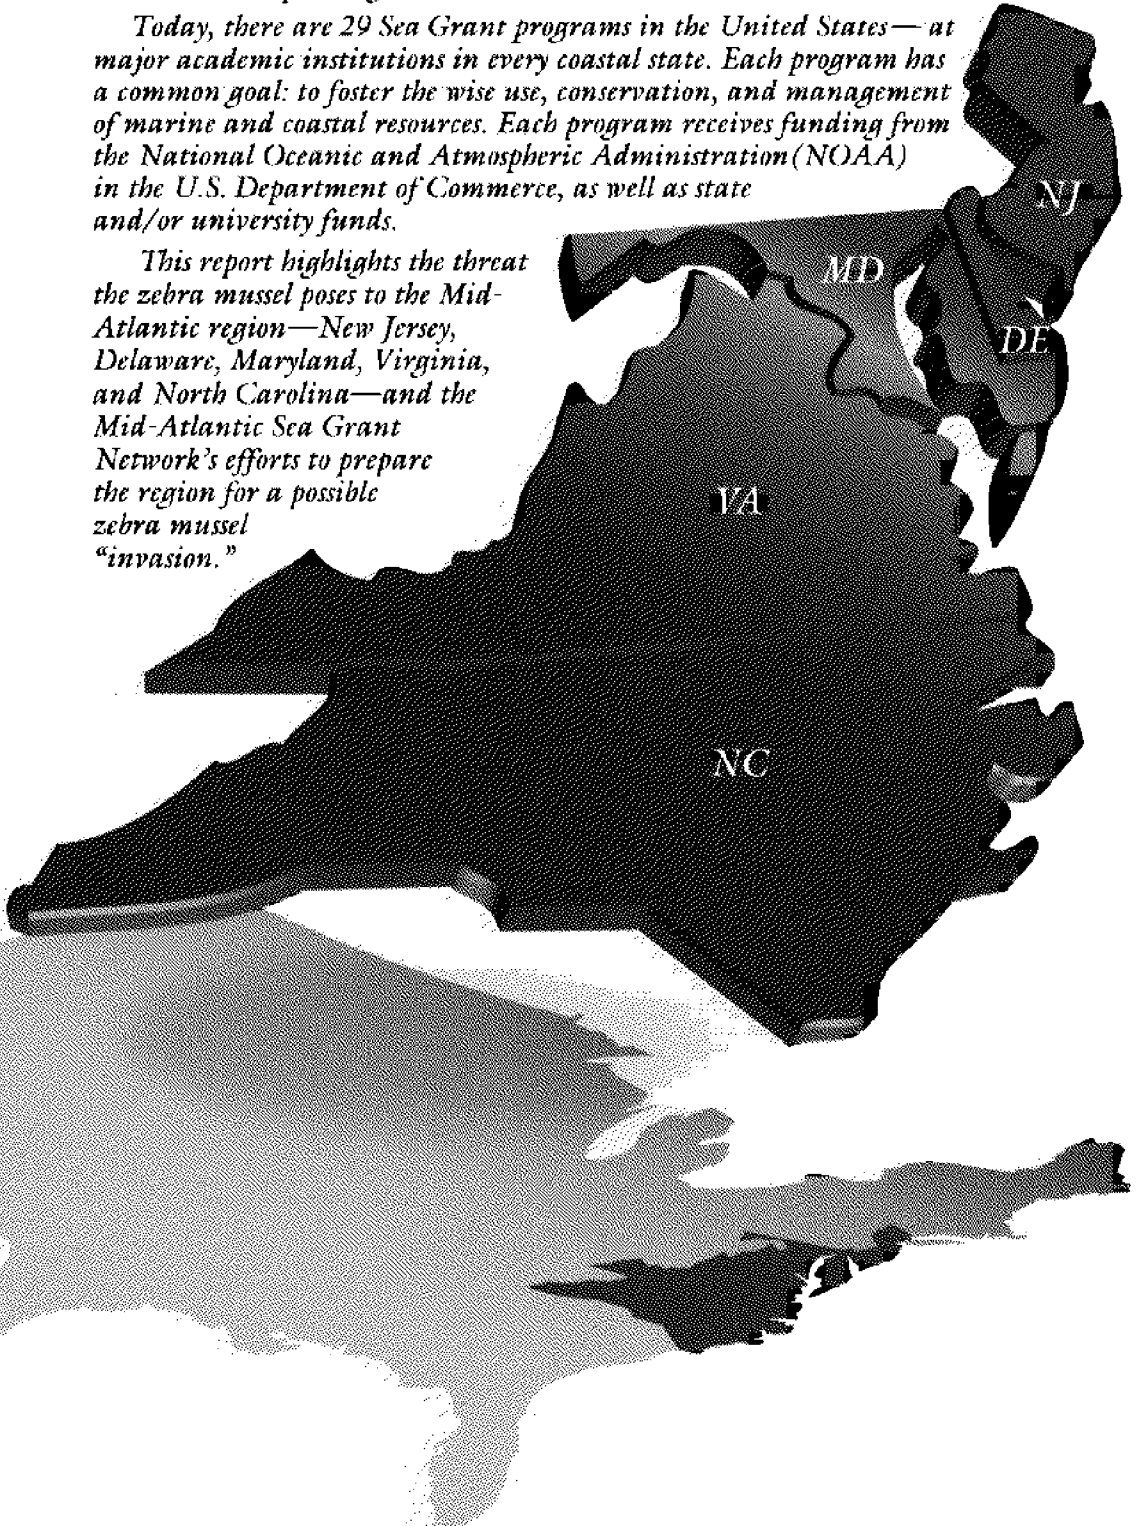 Today, there are 29 Sea Grant programs in the United States—at
major academic institutions in every coastal state. Each program has
a common goal: to foster the wise use, conservation, and management
of marine and coastal resources. Each program receives funding from
the National Oceanic and Atmospheric Administration (NOAA)
in the U.S. Department of Commerce, as well as state
and/or university funds.
This report highlights the threat
the zebra mussel poses to the Mid-
Atlantic region—New Jersey,
Delaware, Maryland, Virginia,
and North Carolina—and the
Mid-Atlantic Sea Grant
Network's efforts to prepare
the region for a possible
zebra mussel
“invasion.”
NJ
MD
DE
VA
NC